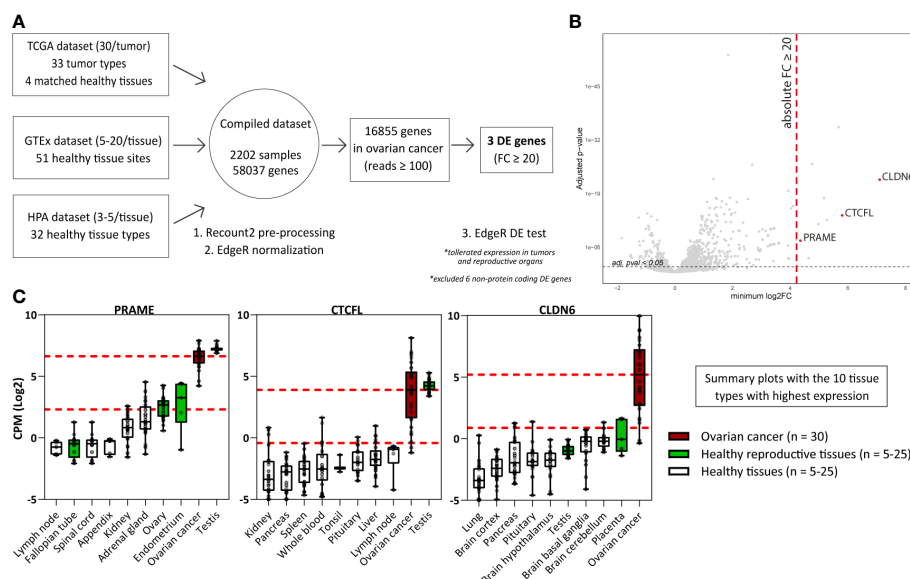 A
TCGA dataset (30/tumor)
33 tumor types
4 matched healthy tissues
GTEx dataset (5-20/tissue)
51 healthy tissue sites
HPA dataset (3-5/tissue)
32 healthy tissue types
Compiled dataset
2202 samples
58037 genes
1. Recount2 pre-processing
2. EdgeR normalization
16855 genes
in ovarian cancer
(reads ≥ 100)
3 DE genes
(FC ≥ 20)
3. EdgeR DE test
*tollerated expression in tumors
and reproductive organs
*excluded 6 non-protein coding DE genes
B
Adjusted p-value
1e-45
1e-32
1e-19
1e-06
absolute FC ≥ 20
CLDN6
CTCFL
PRAME
adj. pval < 0.05
−2
0
2
4
6
8
minimum log2FC
C
CPM (Log2)
PRAME
10
5
0
-5
Lymph node
Fallopian tube
Spinal cord
Appendix
Kidney
Adrenal gland
Ovary
Endometrium
Ovarian cancer
Testis
CTCFL
10
5
0
-5
Kidney
Pancreas
Spleen
Whole blood
Tonsil
Pituitary
Liver
Lymph node
Ovarian cancer
Testis
CLDN6
10
5
0
-5
Lung
Brain cortex
Pancreas
Pituitary
Brain hypothalamus
Testis
Brain basal ganglia
Brain cerebellum
Placenta
Ovarian cancer
Summary plots with the 10 tissue
types with highest expression
Ovarian cancer (n = 30)
Healthy reproductive tissues (n = 5-25)
Healthy tissues (n = 5-25)